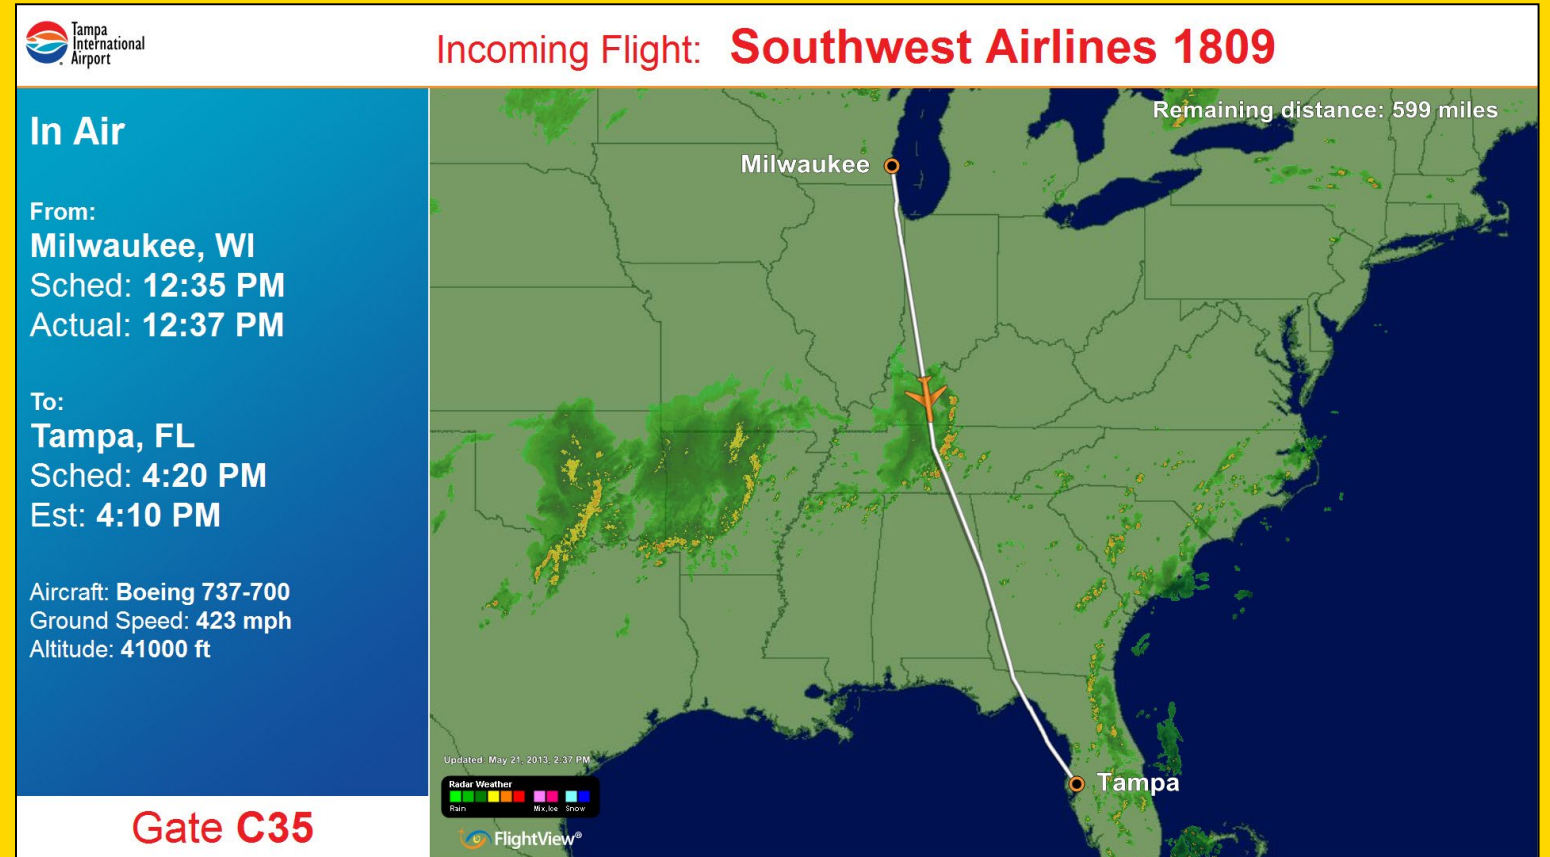 Tampa
International
Airport
Incoming Flight: Southwest Airlines 1809
In Air
From:
Milwaukee, WI
Sched: 12:35 PM
Actual: 12:37 PM
To:
Tampa, FL
Sched: 4:20 PM
Est: 4:10 PM
Aircraft: Boeing 737-700
Ground Speed: 423 mph
Altitude: 41000 ft
Gate C35
Remaining distance: 599 miles
Milwaukee
Tampa
Updated: May 21, 2013, 2:37 PM
Radar Weather
Rain Mix,Ice Snow
FlightView®